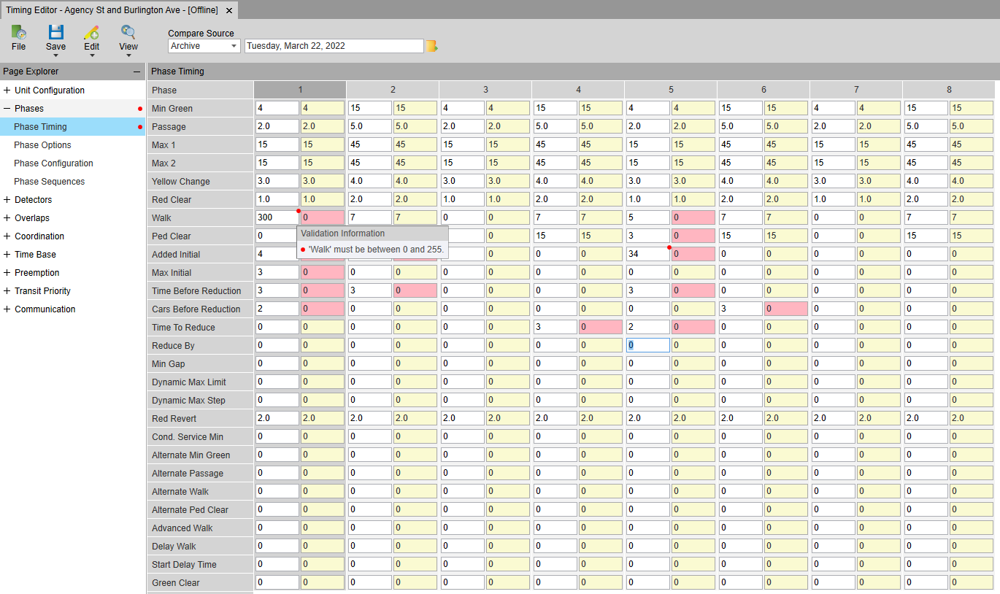 Timing Editor - Agency St and Burlington Ave - [Offline] ×
File Save Edit View
Compare Source
Archive Tuesday, March 22, 2022
Page Explorer
+ Unit Configuration
− Phases
Phase Timing
Phase Options
Phase Configuration
Phase Sequences
+ Detectors
+ Overlaps
+ Coordination
+ Time Base
+ Preemption
+ Transit Priority
+ Communication
Phase Timing
Phase 1 2 3 4 5 6 7 8
Min Green 4 4 15 15 4 4 15 15 4 4 15 15 4 4 15 15
Passage 2.0 2.0 5.0 5.0 2.0 2.0 5.0 5.0 2.0 2.0 5.0 5.0 2.0 2.0 5.0 5.0
Max 1 15 15 45 45 15 15 45 45 15 15 45 45 15 15 45 45
Max 2 15 15 45 45 15 15 45 45 15 15 45 45 15 15 45 45
Yellow Change 3.0 3.0 4.0 4.0 3.0 3.0 4.0 4.0 3.0 3.0 4.0 4.0 3.0 3.0 4.0 4.0
Red Clear 1.0 1.0 2.0 2.0 1.0 1.0 2.0 2.0 1.0 1.0 2.0 2.0 1.0 1.0 2.0 2.0
Walk 300 0 7 7 0 0 7 7 5 0 7 7 0 0 7 7
Ped Clear 0 0 15 15 3 0 15 15 0 0 15 15
Validation Information
'Walk' must be between 0 and 255.
Added Initial 4 0 0 0 34 0 0 0 0 0 0 0
Max Initial 3 0 0 0 0 0 0 0 0 0 0 0 0 0 0 0
Time Before Reduction 3 0 3 0 0 0 0 0 3 0 0 0 0 0 0 0
Cars Before Reduction 2 0 0 0 0 0 0 0 0 0 3 0 0 0 0 0
Time To Reduce 0 0 0 0 0 0 3 0 2 0 0 0 0 0 0 0
Reduce By 0 0 0 0 0 0 0 0 0 0 0 0 0 0 0 0
Min Gap 0 0 0 0 0 0 0 0 0 0 0 0 0 0 0 0
Dynamic Max Limit 0 0 0 0 0 0 0 0 0 0 0 0 0 0 0 0
Dynamic Max Step 0 0 0 0 0 0 0 0 0 0 0 0 0 0 0 0
Red Revert 2.0 2.0 2.0 2.0 2.0 2.0 2.0 2.0 2.0 2.0 2.0 2.0 2.0 2.0 2.0 2.0
Cond. Service Min 0 0 0 0 0 0 0 0 0 0 0 0 0 0 0 0
Alternate Min Green 0 0 0 0 0 0 0 0 0 0 0 0 0 0 0 0
Alternate Passage 0 0 0 0 0 0 0 0 0 0 0 0 0 0 0 0
Alternate Walk 0 0 0 0 0 0 0 0 0 0 0 0 0 0 0 0
Alternate Ped Clear 0 0 0 0 0 0 0 0 0 0 0 0 0 0 0 0
Advanced Walk 0 0 0 0 0 0 0 0 0 0 0 0 0 0 0 0
Delay Walk 0 0 0 0 0 0 0 0 0 0 0 0 0 0 0 0
Start Delay Time 0 0 0 0 0 0 0 0 0 0 0 0 0 0 0 0
Green Clear 0 0 0 0 0 0 0 0 0 0 0 0 0 0 0 0